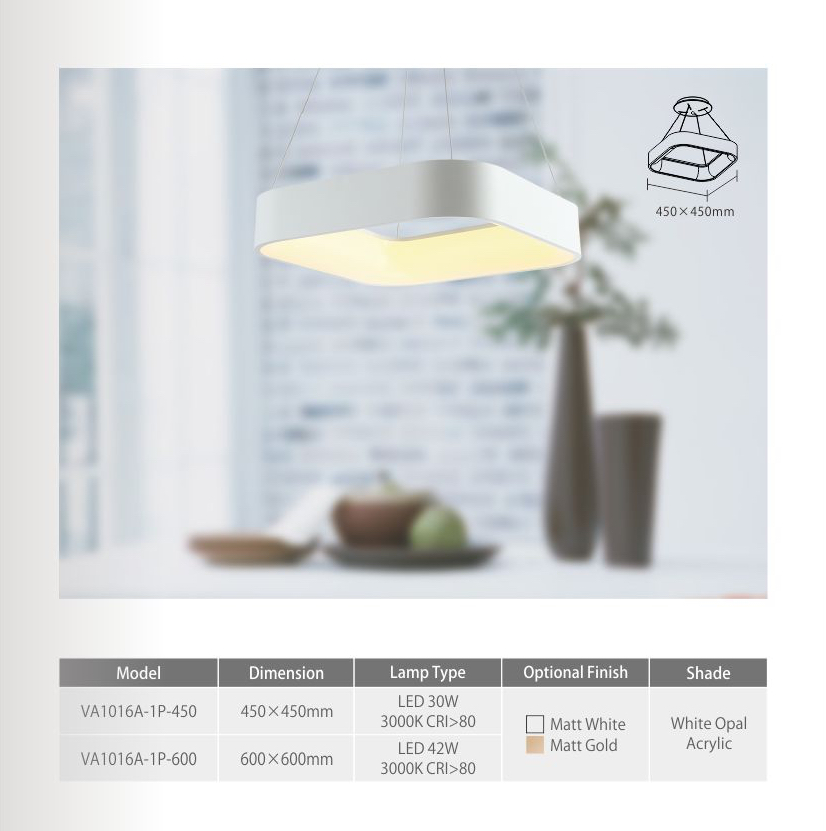 450×450mm
Model Dimension Lamp Type Optional Finish Shade
VA1016A-1P-450 450×450mm LED 30W
3000K CRI>80
VA1016A-1P-600 600×600mm LED 42W
3000K CRI>80
Matt White
Matt Gold
White Opal
Acrylic